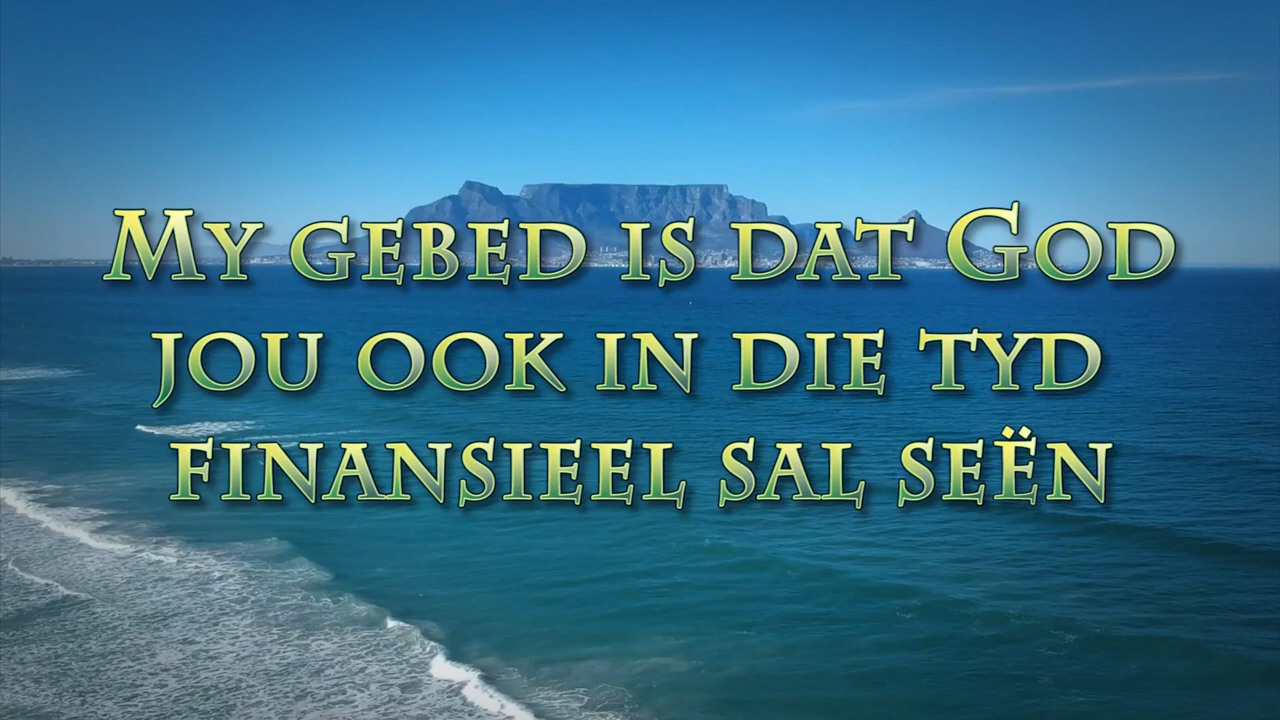 My gebed is dat God
jou ook in die tyd
finansieel sal seën